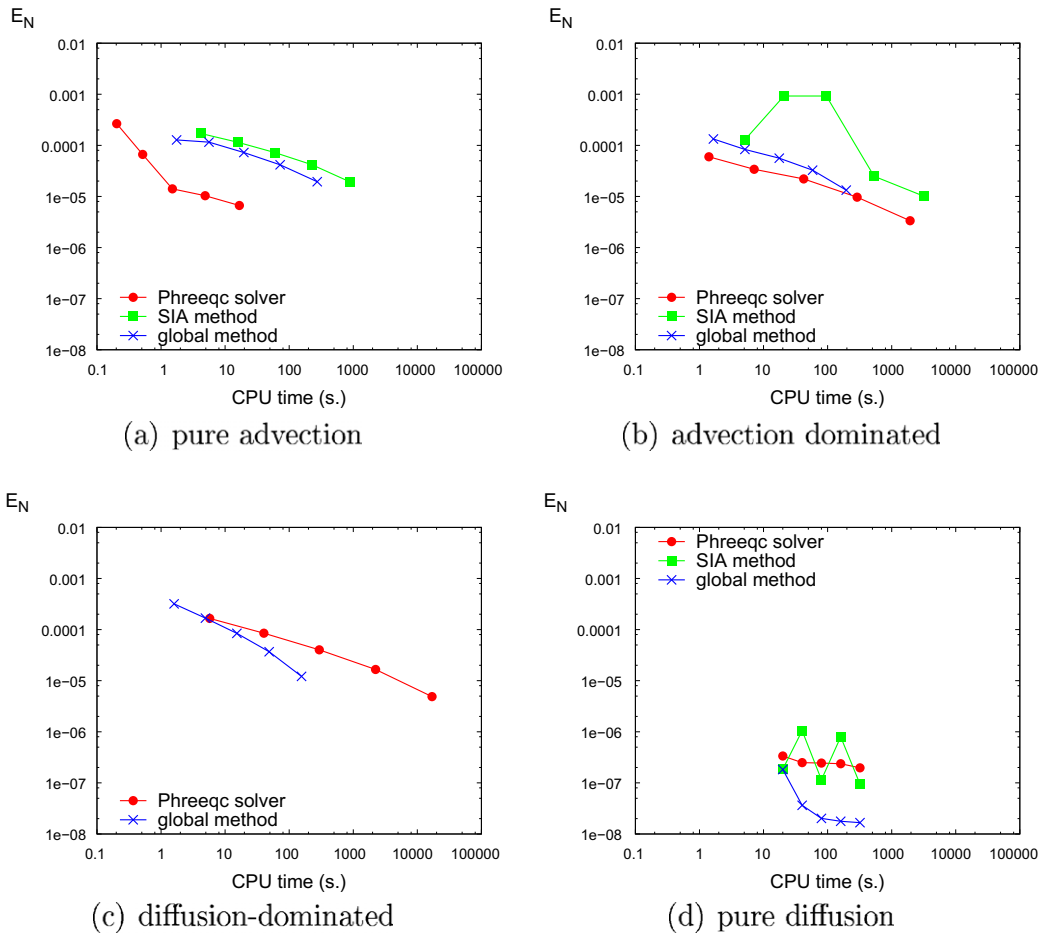 E_N
0.01
0.001
0.0001
1e−05
1e−06
1e−07
1e−08
0.1 1 10 100 1000 10000 100000
CPU time (s.)
Phreeqc solver
SIA method
global method
(a) pure advection
E_N
0.01
0.001
0.0001
1e−05
1e−06
1e−07
1e−08
0.1 1 10 100 1000 10000 100000
CPU time (s.)
Phreeqc solver
SIA method
global method
(b) advection dominated
E_N
0.01
0.001
0.0001
1e−05
1e−06
1e−07
1e−08
0.1 1 10 100 1000 10000 100000
CPU time (s.)
Phreeqc solver
global method
(c) diffusion-dominated
E_N
0.01
0.001
0.0001
1e−05
1e−06
1e−07
1e−08
0.1 1 10 100 1000 10000 100000
CPU time (s.)
Phreeqc solver
SIA method
global method
(d) pure diffusion